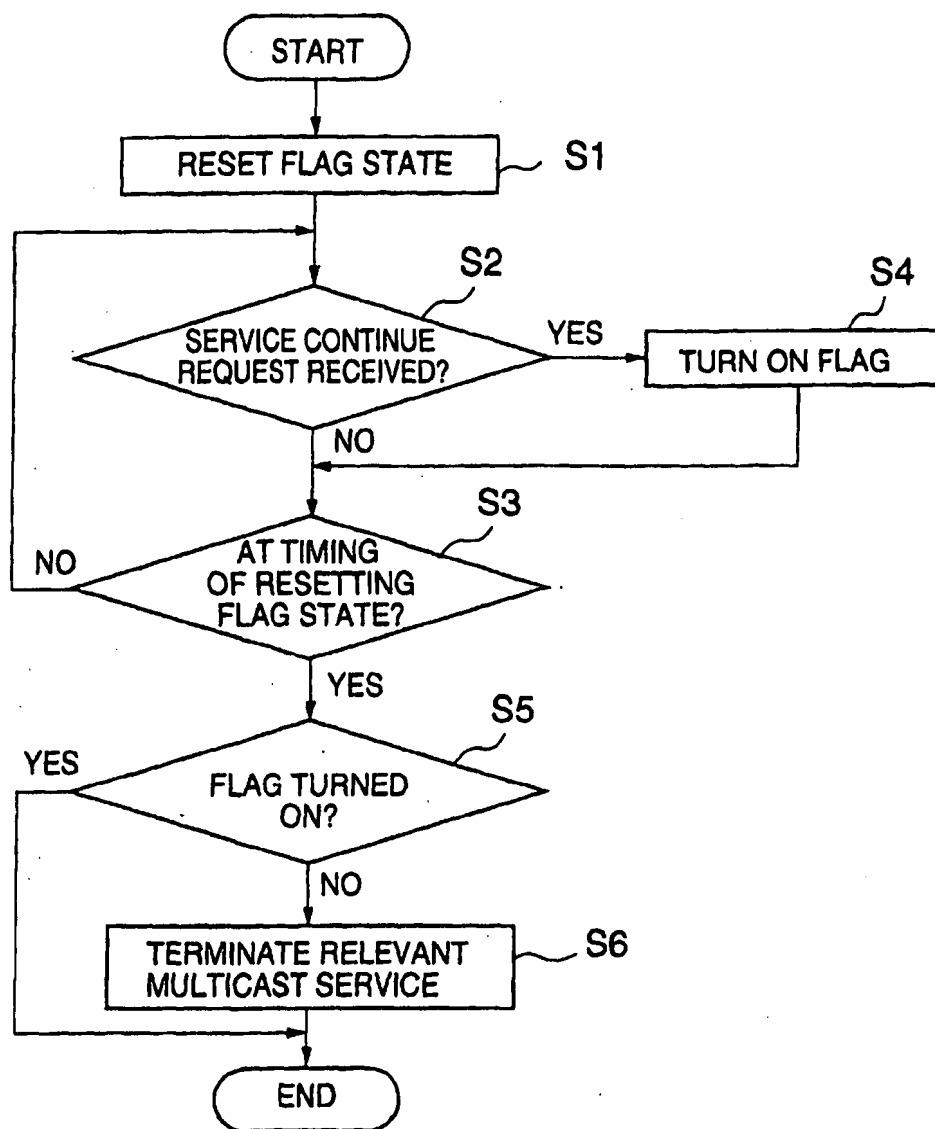 START
RESET FLAG STATE
S1
S2
SERVICE CONTINUE
REQUEST RECEIVED?
YES
S4
TURN ON FLAG
NO
S3
AT TIMING
OF RESETTING
FLAG STATE?
NO
YES
S5
FLAG TURNED
ON?
YES
NO
TERMINATE RELEVANT
MULTICAST SERVICE
S6
END